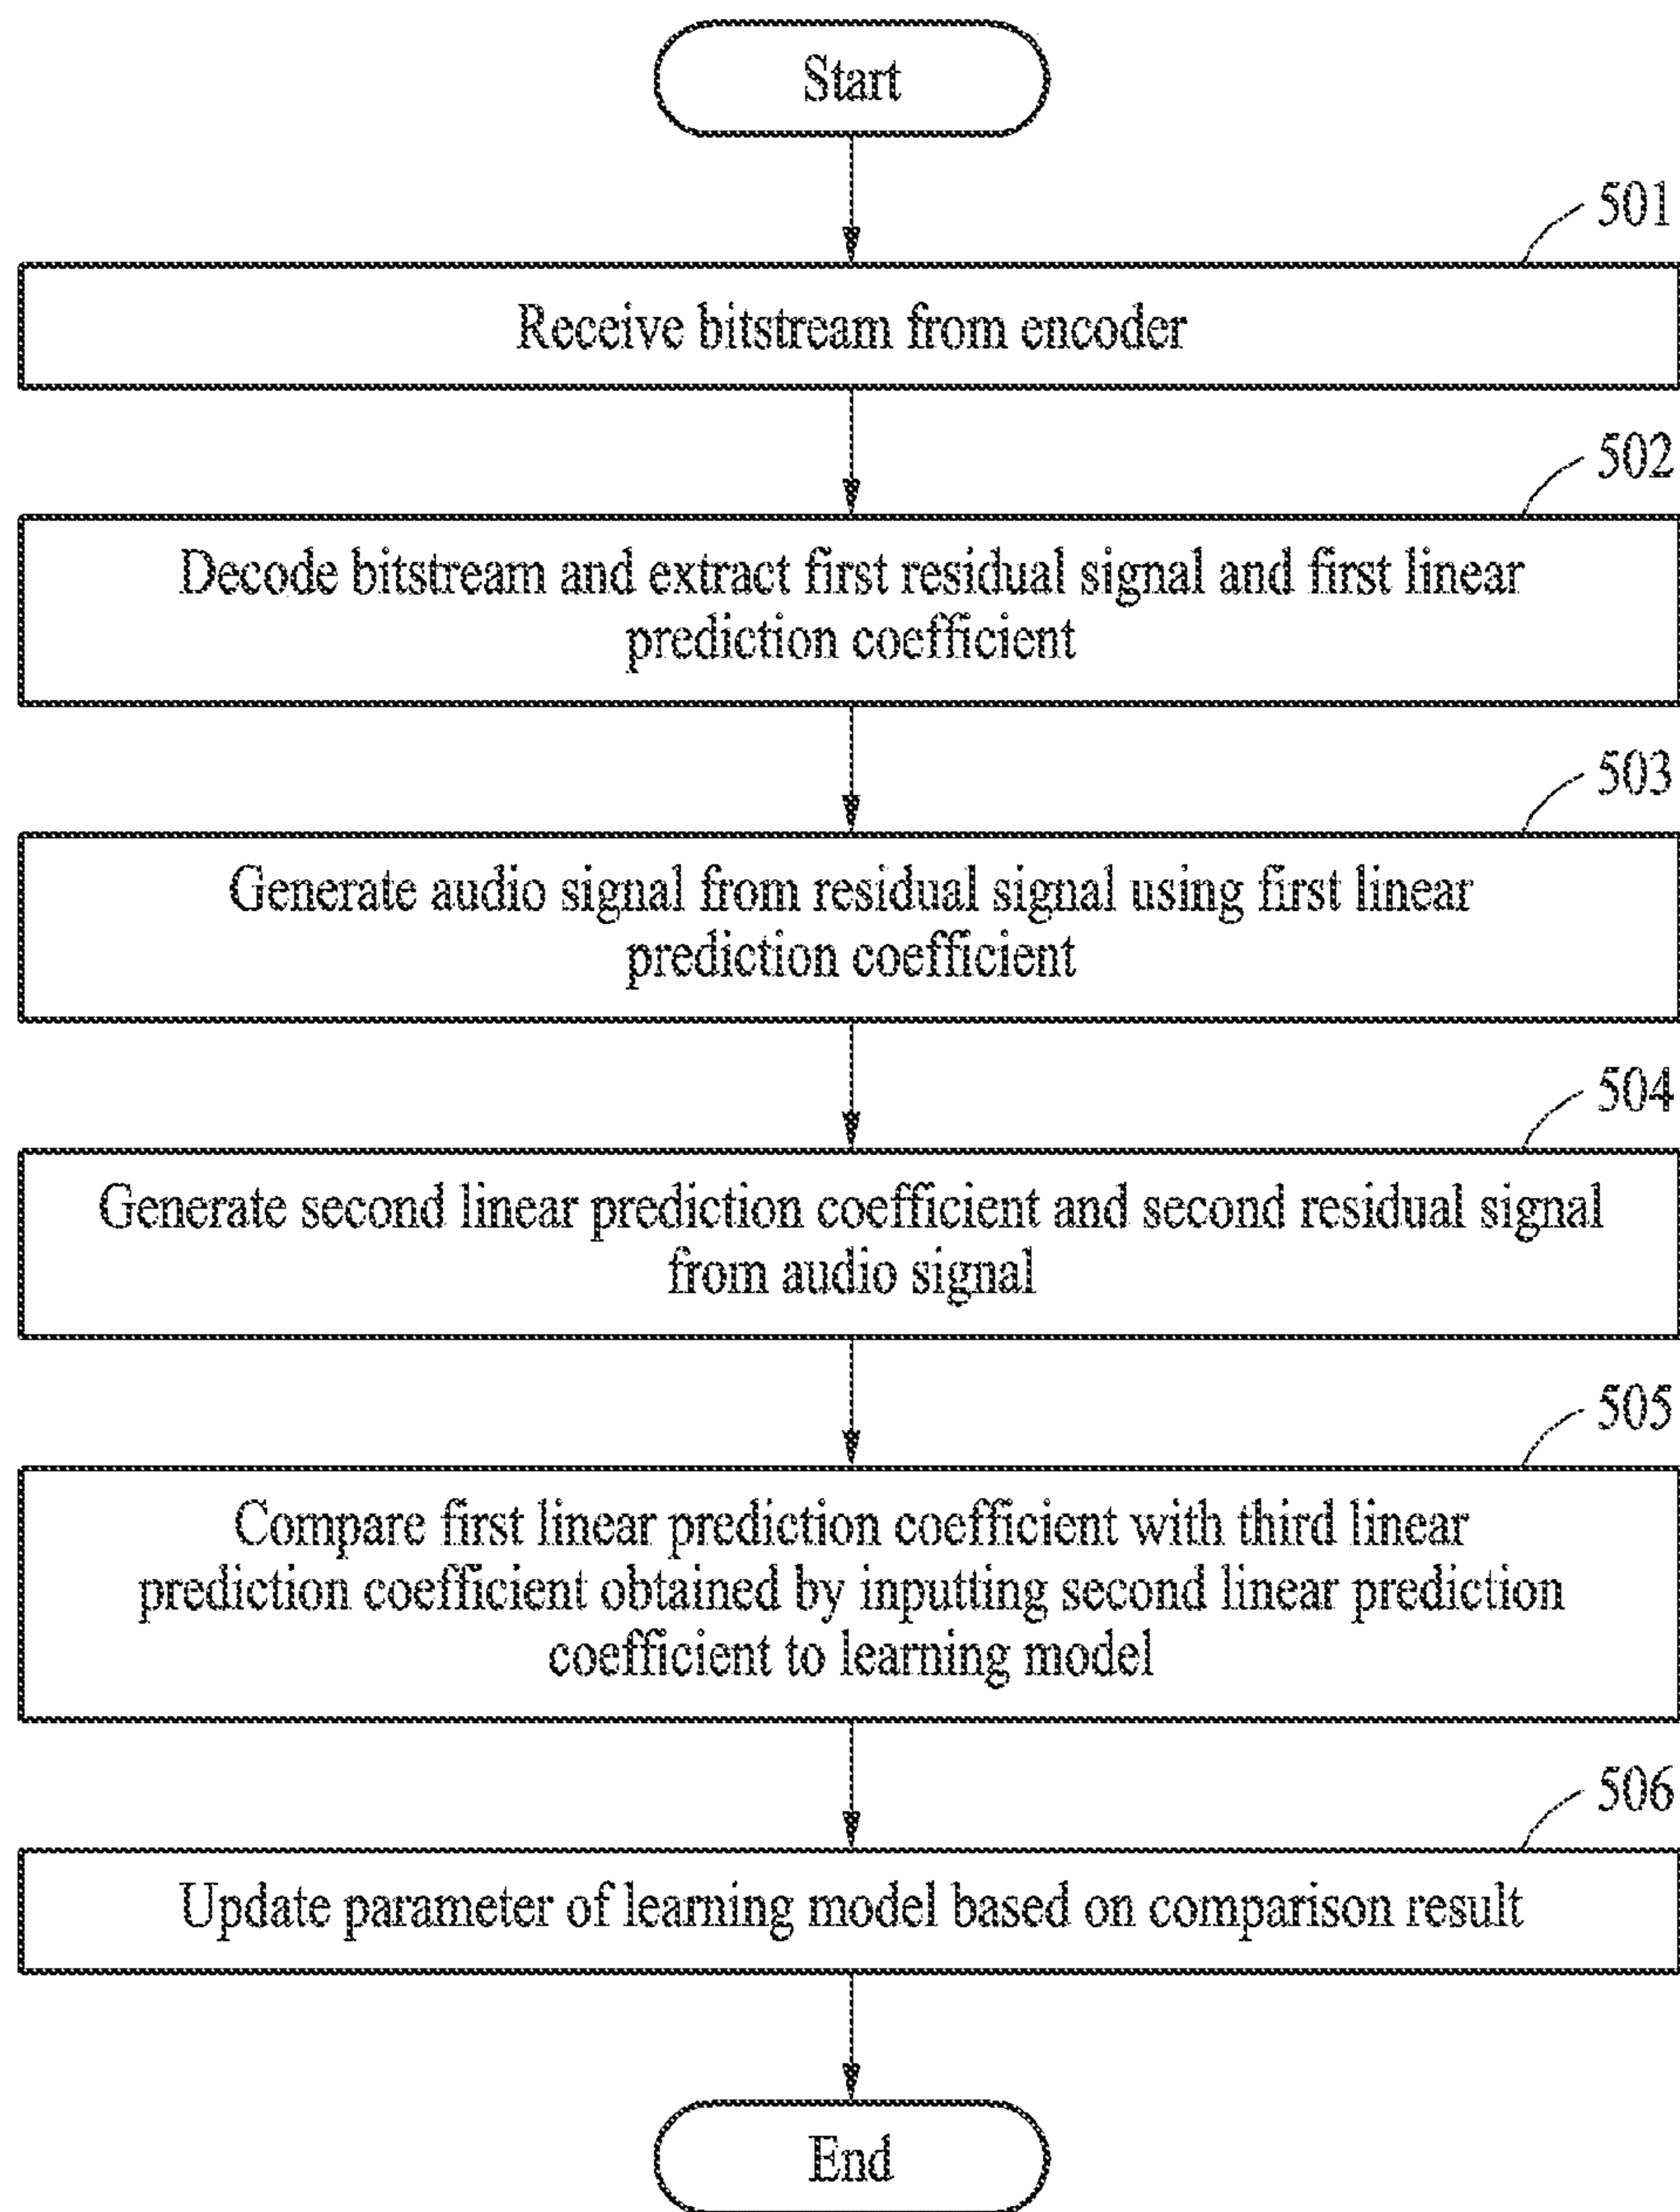 Start
501
Receive bitstream from encoder
502
Decode bitstream and extract first residual signal and first linear
prediction coefficient
503
Generate audio signal from residual signal using first linear
prediction coefficient
504
Generate second linear prediction coefficient and second residual signal
from audio signal
505
Compare first linear prediction coefficient with third linear
prediction coefficient obtained by inputting second linear prediction
coefficient to learning model
506
Update parameter of learning model based on comparison result
End